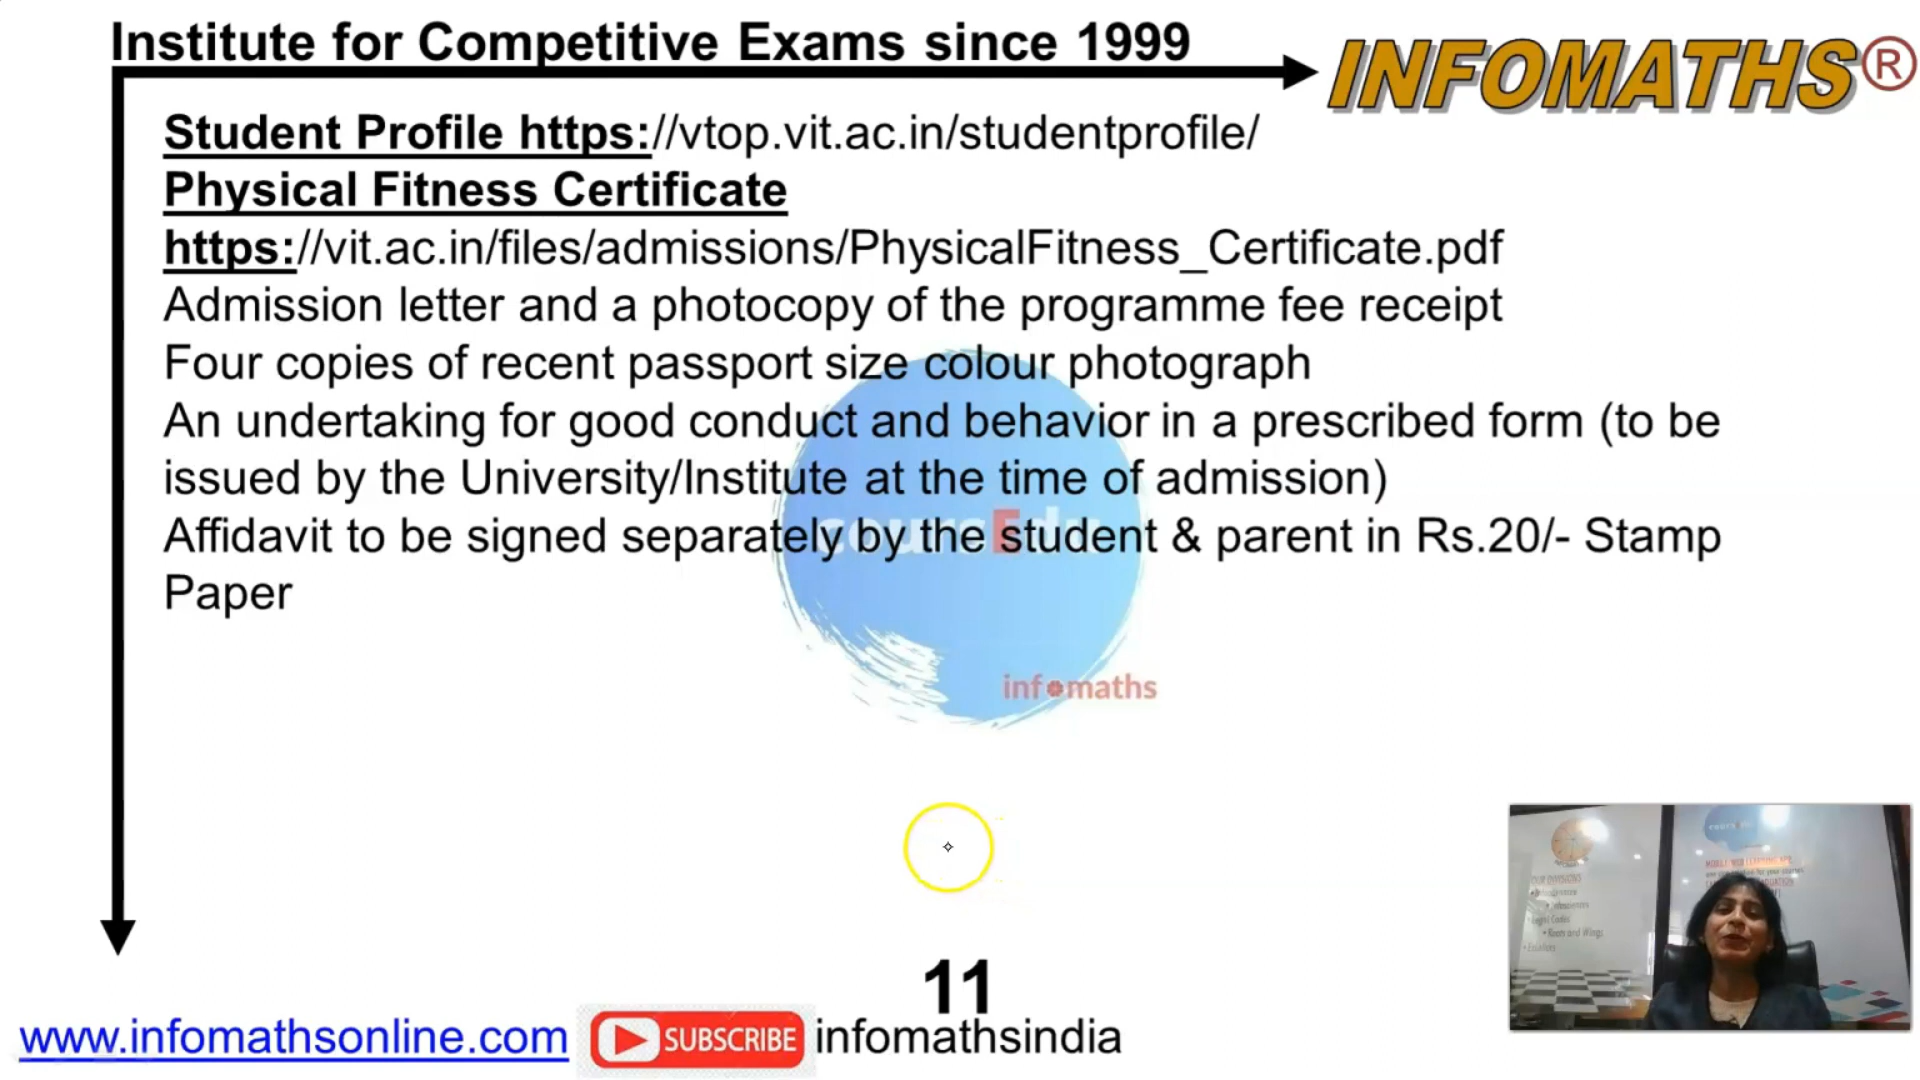 Institute for Competitive Exams since 1999
INFOMATHS®
Student Profile https://vtop.vit.ac.in/studentprofile/
Physical Fitness Certificate
https://vit.ac.in/files/admissions/PhysicalFitness_Certificate.pdf
Admission letter and a photocopy of the programme fee receipt
Four copies of recent passport size colour photograph
An undertaking for good conduct and behavior in a prescribed form (to be
issued by the University/Institute at the time of admission)
Affidavit to be signed separately by the student & parent in Rs.20/- Stamp
Paper
coursEdu
infomaths
11
www.infomathsonline.com
SUBSCRIBE
infomathsindia
Roots and Wings